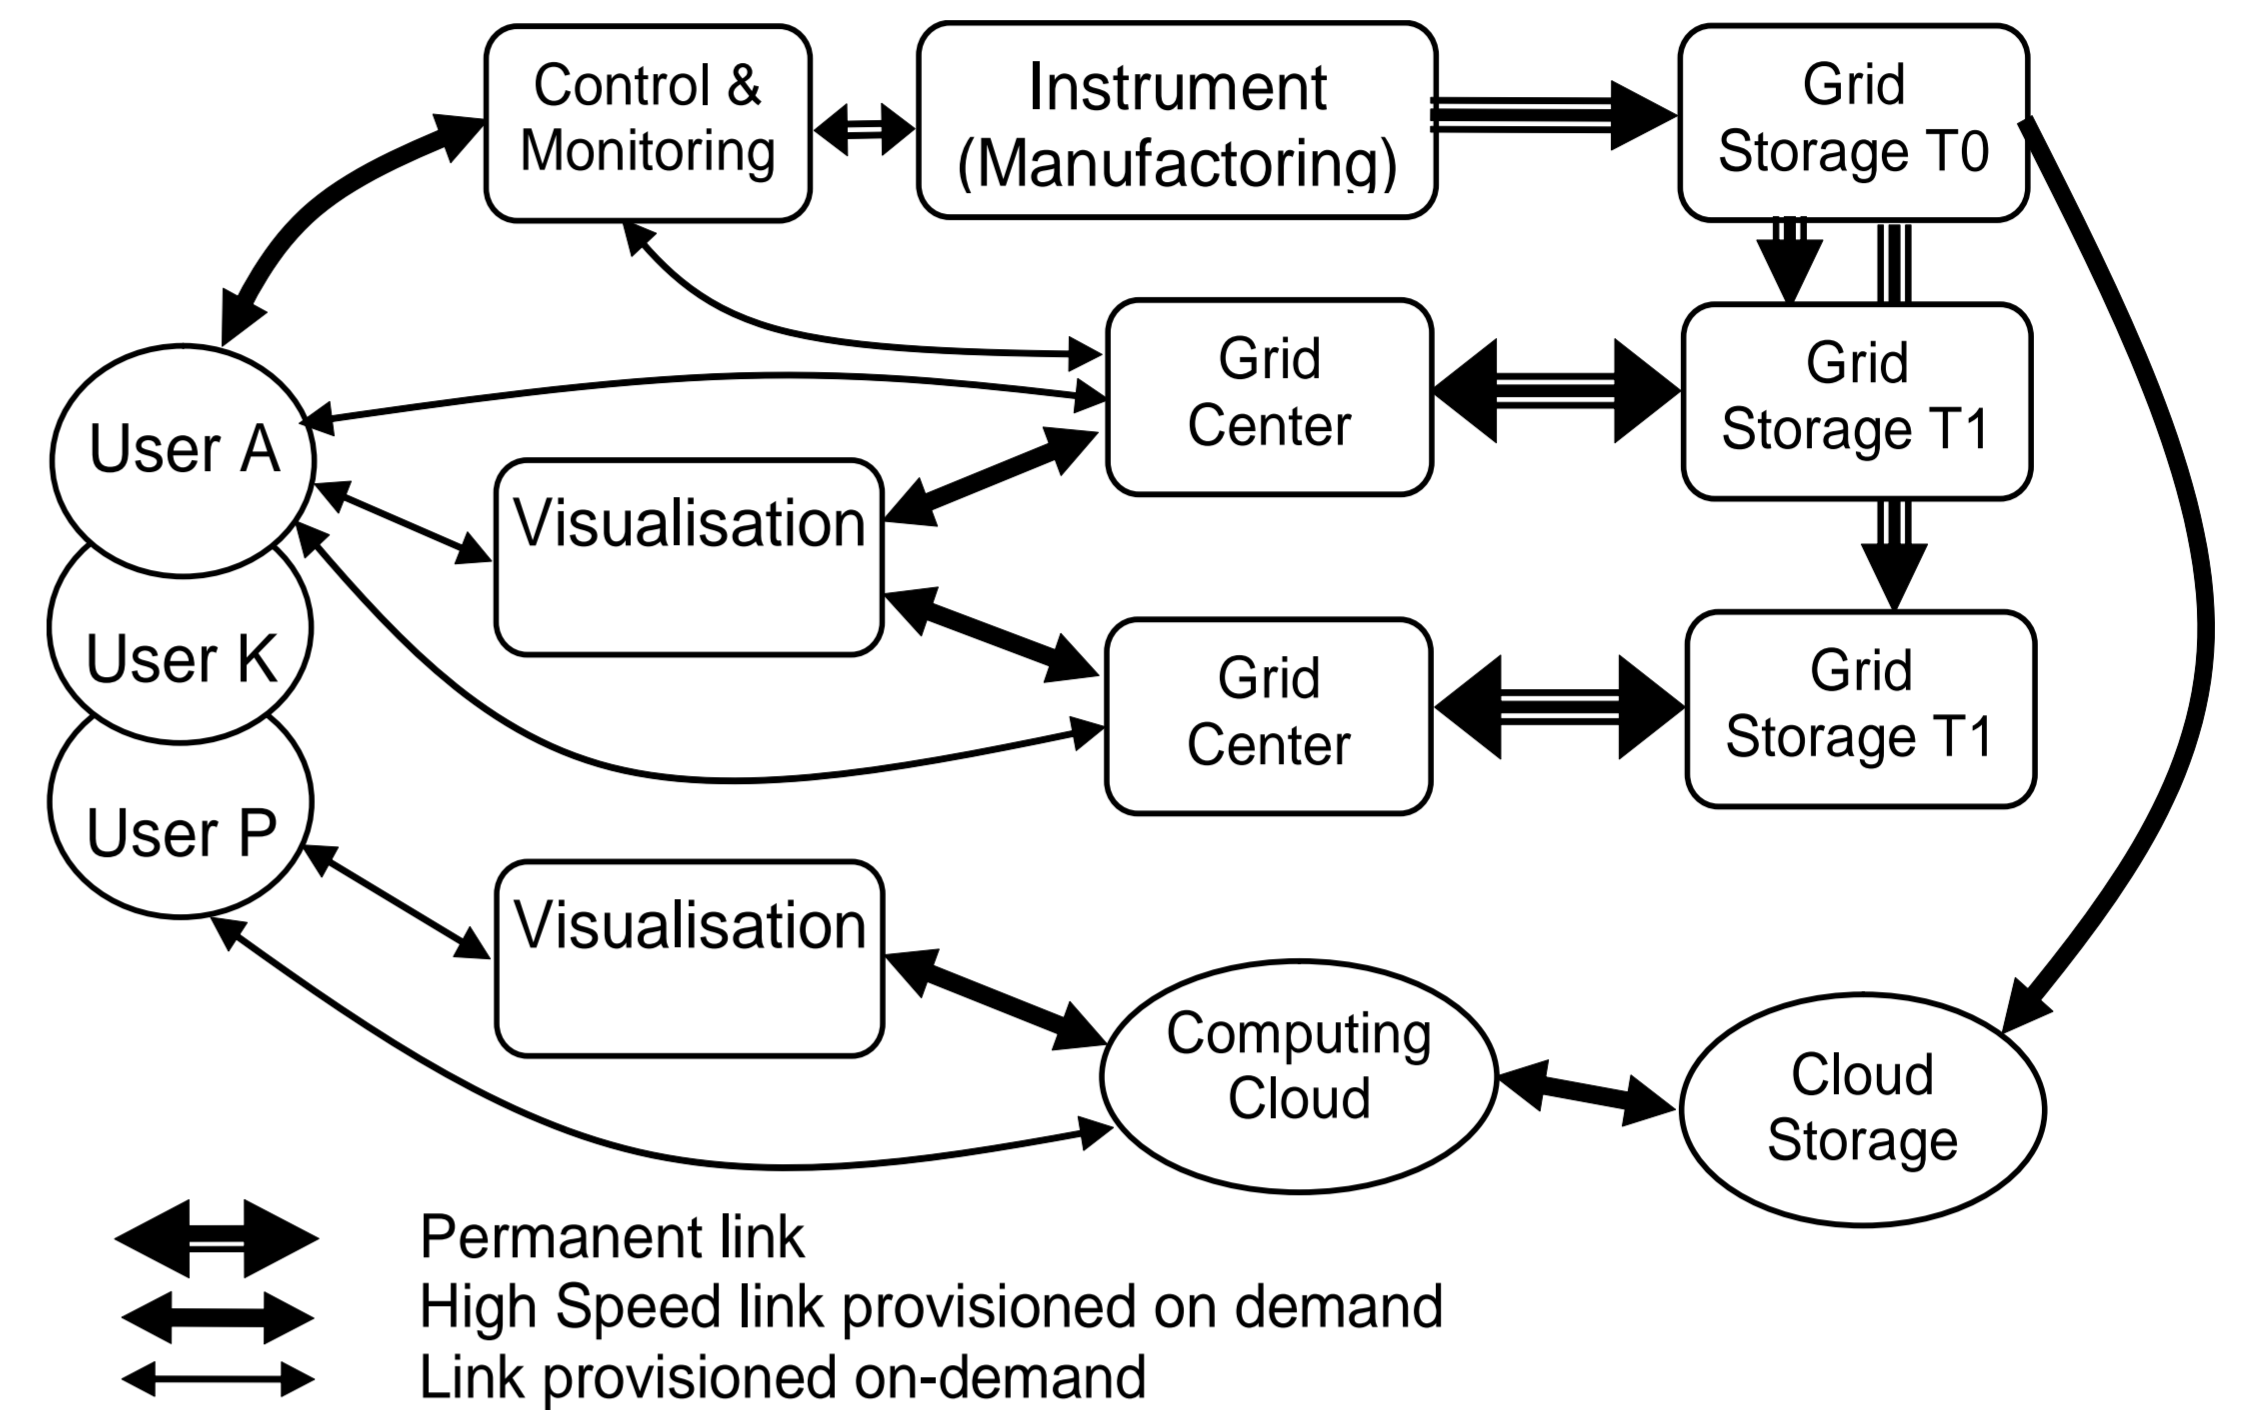 Control &
Monitoring
Instrument
(Manufactoring)
Grid
Storage T0
Grid
Center
Grid
Storage T1
User A
Visualisation
User K
Grid
Center
Grid
Storage T1
User P
Visualisation
Computing
Cloud
Cloud
Storage
Permanent link
High Speed link provisioned on demand
Link provisioned on-demand